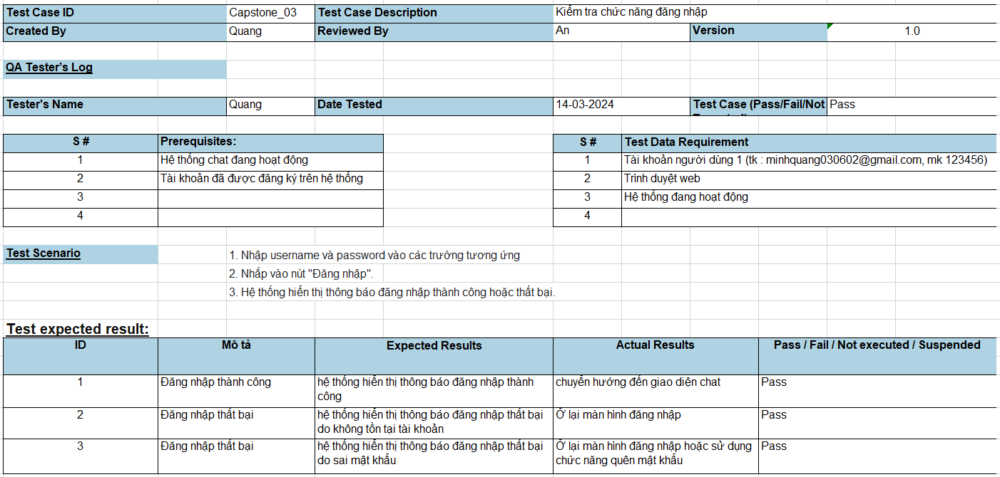 Test Case ID Capstone_03 Test Case Description Kiểm tra chức năng đăng nhập
Created By Quang Reviewed By An Version 1.0
QA Tester's Log
Tester's Name Quang Date Tested 14-03-2024 Test Case (Pass/Fail/Not Pass
S # Prerequisites: S # Test Data Requirement
1 Hệ thống chat đang hoạt động 1 Tài khoản người dùng 1 (tk : minhquang030602@gmail.com, mk 123456)
2 Tài khoản đã được đăng ký trên hệ thống 2 Trình duyệt web
3 3 Hệ thống đang hoạt động
4 4
Test Scenario 1. Nhập username và password vào các trường tương ứng
2. Nhấp vào nút "Đăng nhập".
3. Hệ thống hiển thị thông báo đăng nhập thành công hoặc thất bại.
Test expected result:
ID Mô tả Expected Results Actual Results Pass / Fail / Not executed / Suspended
1 Đăng nhập thành công hệ thống hiển thị thông báo đăng nhập thành chuyển hướng đến giao diện chat Pass
công
2 Đăng nhập thất bại hệ thống hiển thị thông báo đăng nhập thất bại Ở lại màn hình đăng nhập Pass
do không tồn tại tài khoản
3 Đăng nhập thất bại hệ thống hiển thị thông báo đăng nhập thất bại Ở lại màn hình đăng nhập hoặc sử dụng Pass
do sai mật khẩu chức năng quên mật khẩu